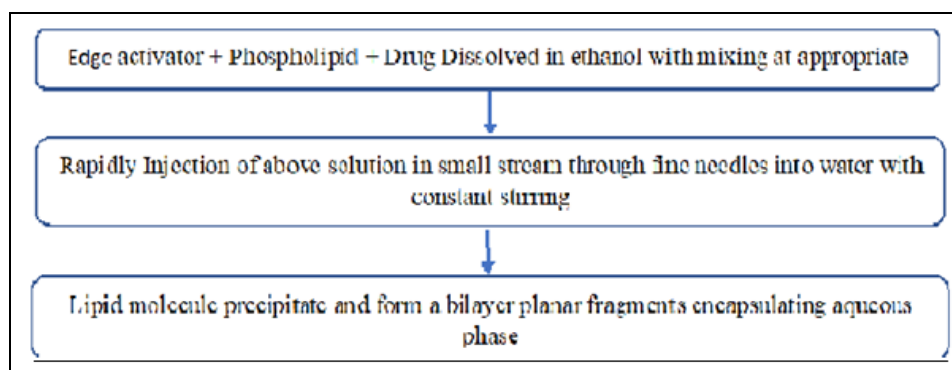 Edge activator + Phospholipid – Drug Dissolved in ethanol with mixing at appropriate
Rapidly Injection of above solution in small stream through fine needles into water with
constant stirring
Lipid molecule precipitate and form a bilayer planar fragments encapsulating aqueous
phase